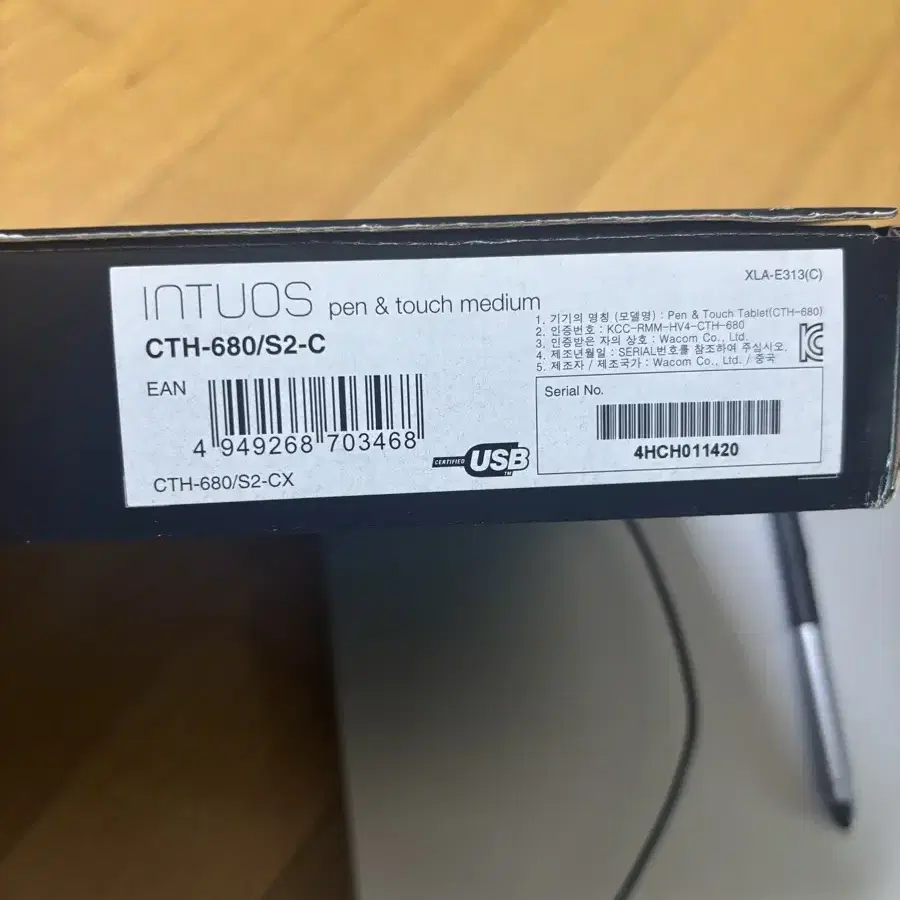 INTUOS pen & touch medium
CTH-680/S2-C
EAN
4 949268 703468
CTH-680/S2-CX
CERTIFIED USB TM
XLA-E313(C)
1. 기기의 명칭 (모델명) : Pen & Touch Tablet(CTH-680)
2. 인증번호 : KCC-RMM-HV4-CTH-680
3. 인증받은 자의 상호 : Wacom Co., Ltd.
4. 제조년월일 : SERIAL번호를 참조하여 주십시오.
5. 제조자 / 제조국가 : Wacom Co., Ltd. / 중국
Serial No.
4HCH011420